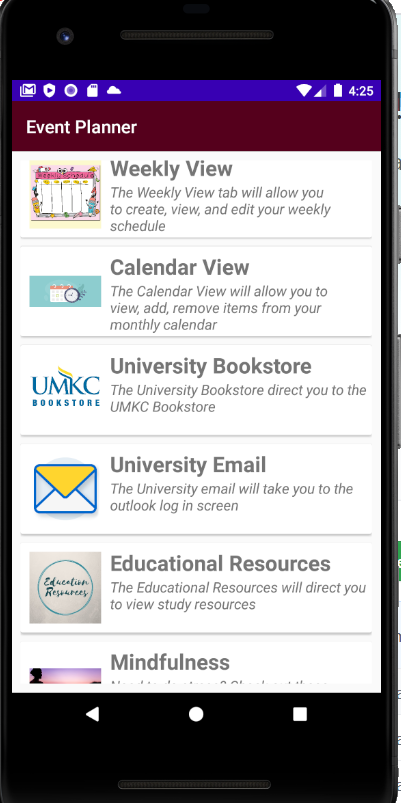 4:25
Event Planner
Weekly Schedule
Weekly View
The Weekly View tab will allow you
to create, view, and edit your weekly
schedule
Calendar View
The Calendar View will allow you to
view, add, remove items from your
monthly calendar
UMKC
BOOKSTORE
University Bookstore
The University Bookstore direct you to the
UMKC Bookstore
University Email
The University email will take you to the
outlook log in screen
Education
Resources
Educational Resources
The Educational Resources will direct you
to view study resources
Mindfulness